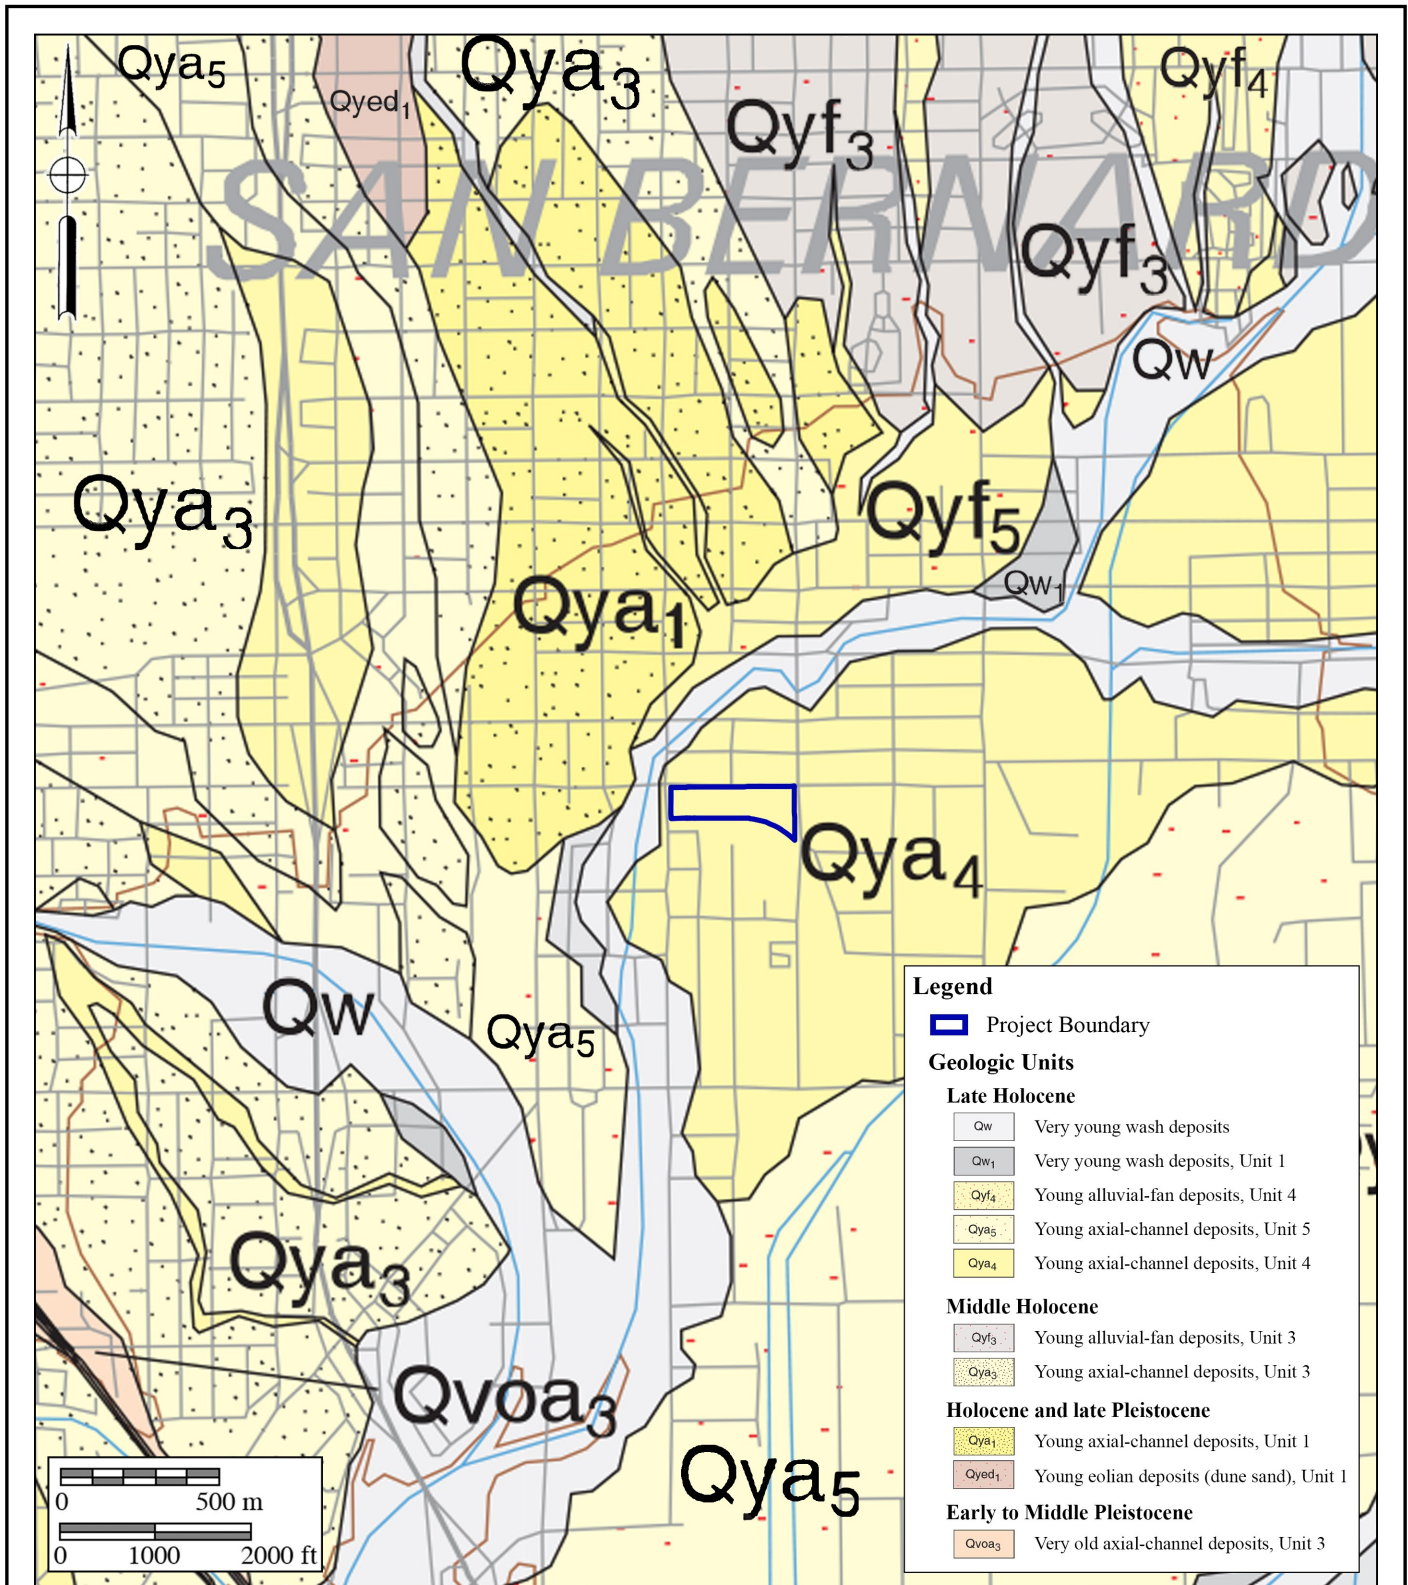 Qya5
Qya3
Qyf4
Qyed1
Qyf3
SAN BERNARD
Qyf3
Qw
Qya3
Qyf5
Qw1
Qya1
Qya4
Qw
Qya5
Qya3
Qvoa3
Qya5
0 500 m
0 1000 2000 ft
Legend
Project Boundary
Geologic Units
Late Holocene
Qw Very young wash deposits
Qw1 Very young wash deposits, Unit 1
Qyf4 Young alluvial-fan deposits, Unit 4
Qya5 Young axial-channel deposits, Unit 5
Qya4 Young axial-channel deposits, Unit 4
Middle Holocene
Qyf3 Young alluvial-fan deposits, Unit 3
Qya3 Young axial-channel deposits, Unit 3
Holocene and late Pleistocene
Qya1 Young axial-channel deposits, Unit 1
Qyed1 Young eolian deposits (dune sand), Unit 1
Early to Middle Pleistocene
Qvoa3 Very old axial-channel deposits, Unit 3